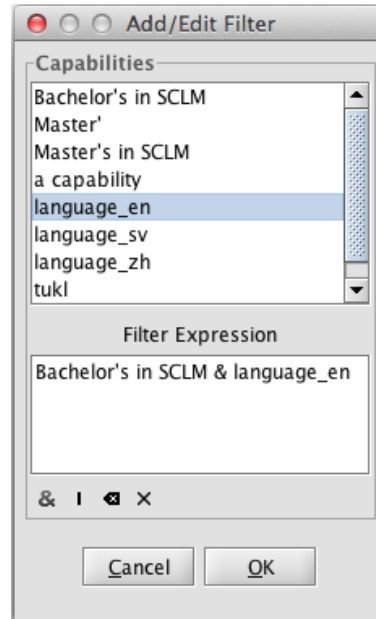 Add/Edit Filter
Capabilities
Bachelor's in SCLM
Master'
Master's in SCLM
a capability
language_en
language_sv
language_zh
tukl
Filter Expression
Bachelor's in SCLM & language_en
& |
Cancel OK